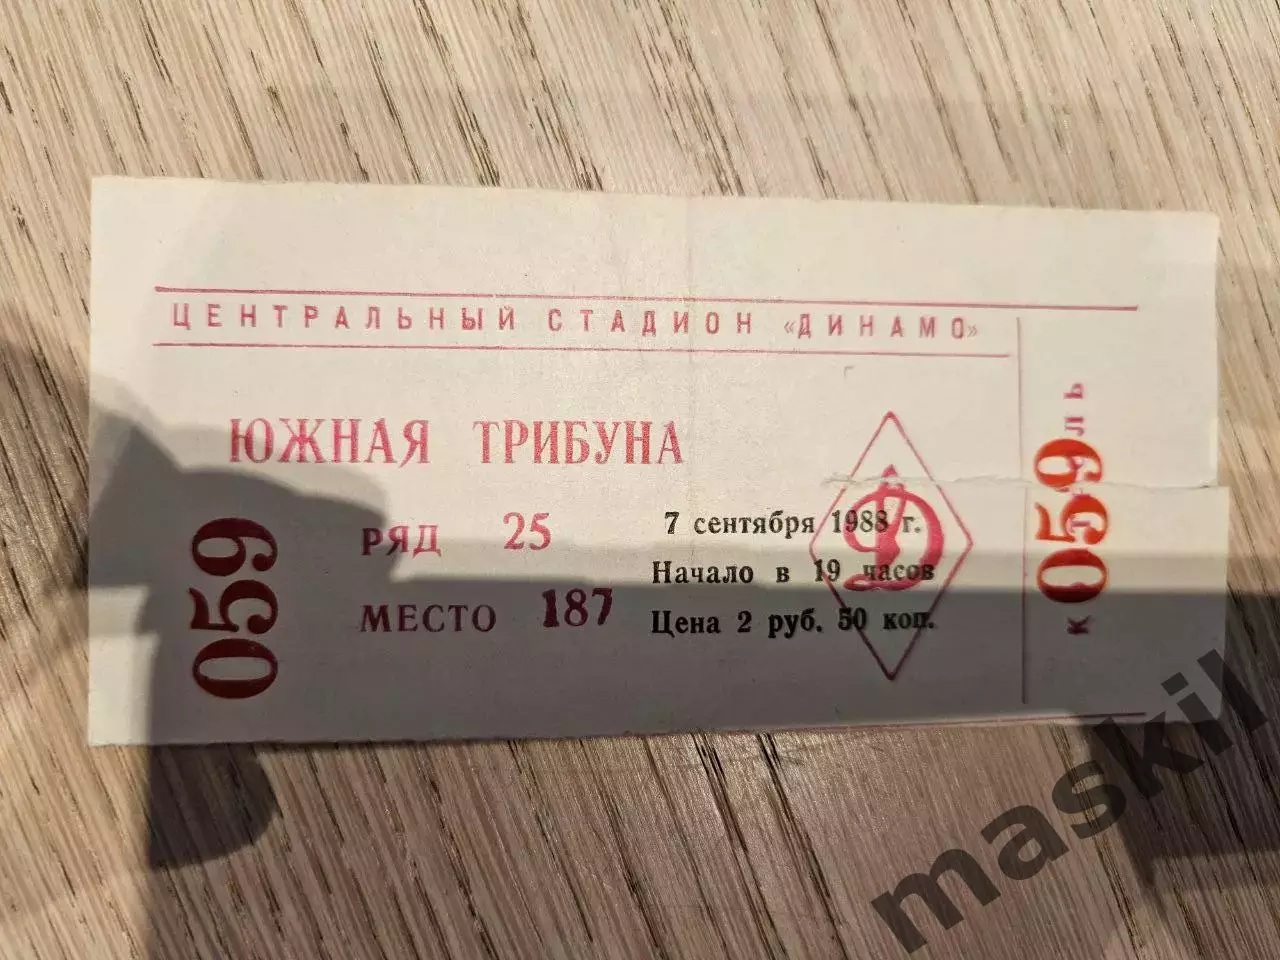 ЦЕНТРАЛЬНЫЙ СТАДИОН «ДИНАМО»
ЮЖНАЯ ТРИБУНА
РЯД 25
МЕСТО 187
7 сентября 1988 г.
Начало в 19 часов
Цена 2 руб. 50 коп.
Д
059
059
maskil